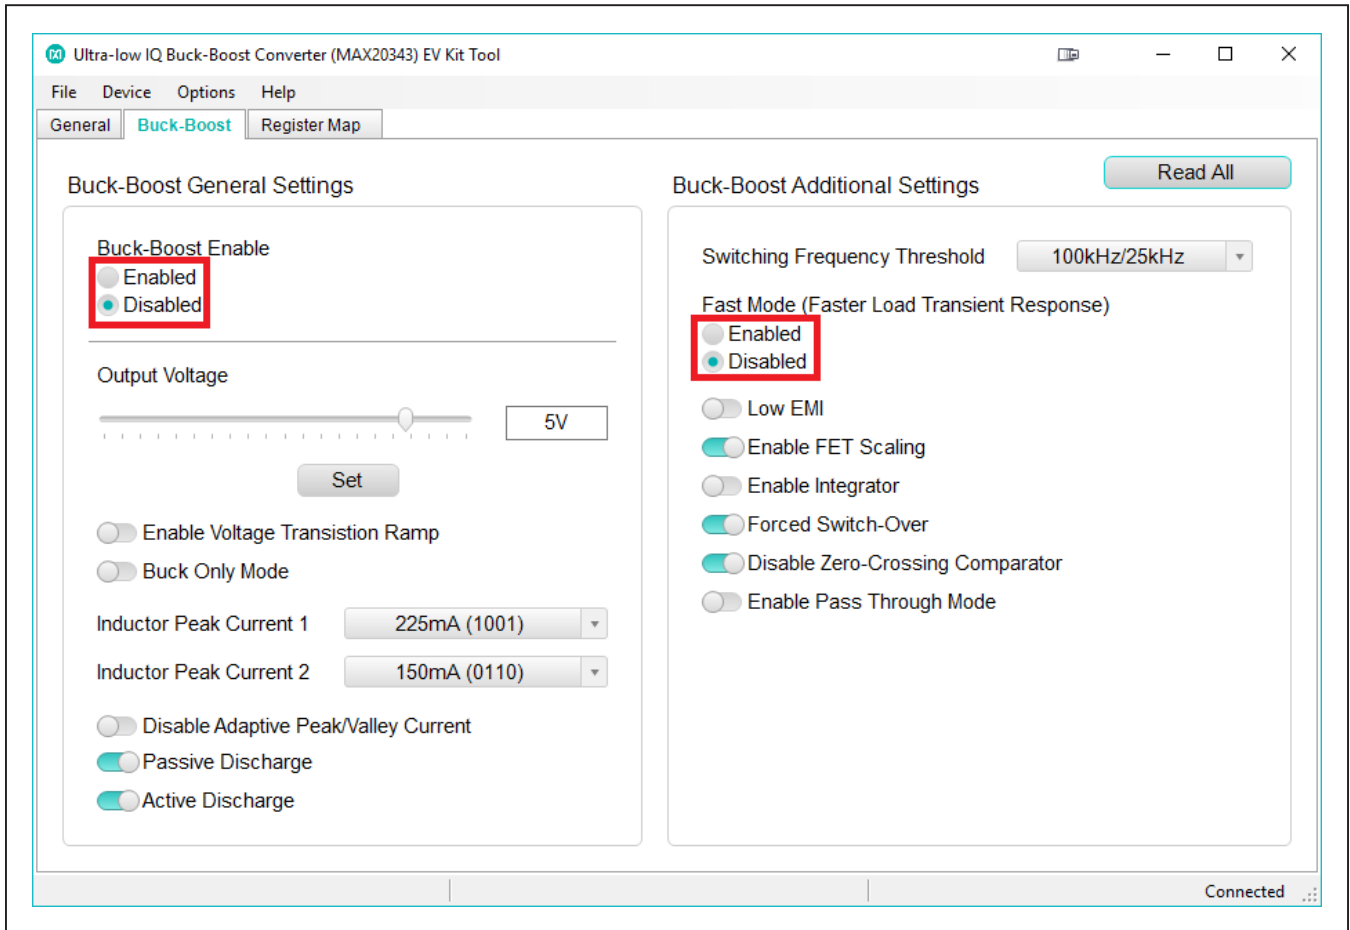 Ultra-low IQ Buck-Boost Converter (MAX20343) EV Kit Tool
File Device Options Help
General Buck-Boost Register Map
Read All
Buck-Boost General Settings
Buck-Boost Enable
Enabled
Disabled
Output Voltage
5V
Set
Enable Voltage Transistion Ramp
Buck Only Mode
Inductor Peak Current 1 225mA (1001)
Inductor Peak Current 2 150mA (0110)
Disable Adaptive Peak/Valley Current
Passive Discharge
Active Discharge
Buck-Boost Additional Settings
Switching Frequency Threshold 100kHz/25kHz
Fast Mode (Faster Load Transient Response)
Enabled
Disabled
Low EMI
Enable FET Scaling
Enable Integrator
Forced Switch-Over
Disable Zero-Crossing Comparator
Enable Pass Through Mode
Connected